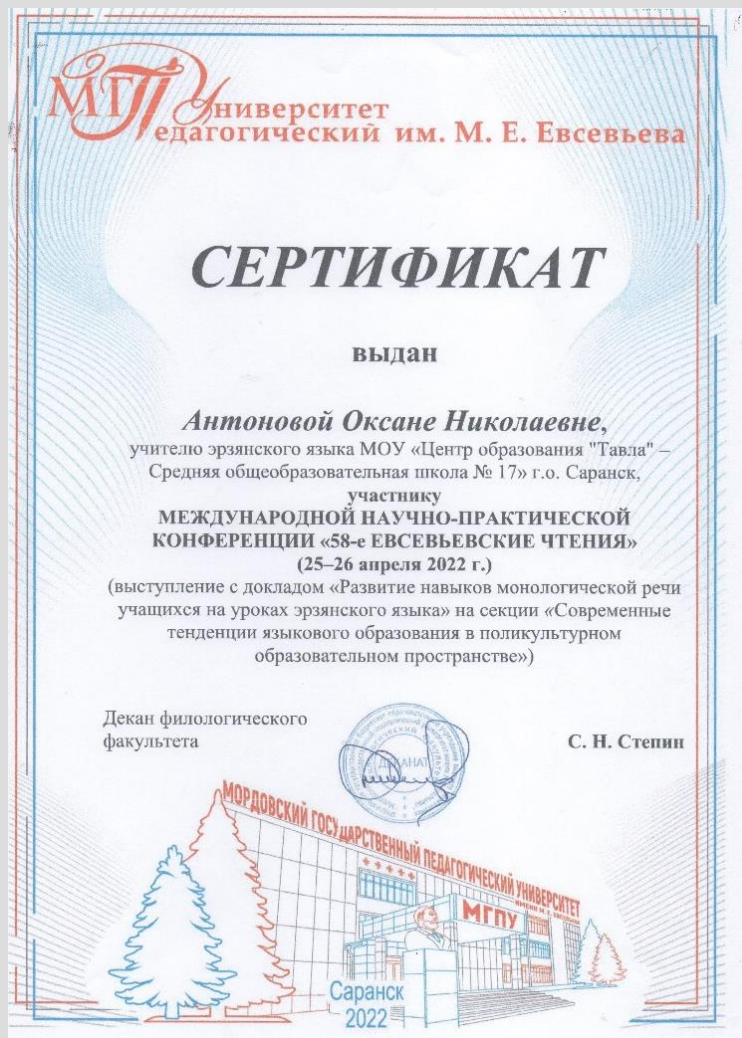 МГПУ
Университет
Педагогический им. М. Е. Евсевьева
СЕРТИФИКАТ
выдан
Антоновой Оксане Николаевне,
учителю эрзянского языка МОУ «Центр образования "Тавла" –
Средняя общеобразовательная школа № 17» г.о. Саранск,
участнику
МЕЖДУНАРОДНОЙ НАУЧНО-ПРАКТИЧЕСКОЙ
КОНФЕРЕНЦИИ «58-е ЕВСЕВЬЕВСКИЕ ЧТЕНИЯ»
(25–26 апреля 2022 г.)
(выступление с докладом «Развитие навыков монологической речи
учащихся на уроках эрзянского языка» на секции «Современные
тенденции языкового образования в поликультурном
образовательном пространстве»)
Декан филологического
факультета
С. Н. Степин
ДЕКАНАТ
МОРДОВСКИЙ ГОСУДАРСТВЕННЫЙ ПЕДАГОГИЧЕСКИЙ УНИВЕРСИТЕТ
ИМЕНИ М. Е. ЕВСЕВЬЕВА
МГПУ
Саранск
2022